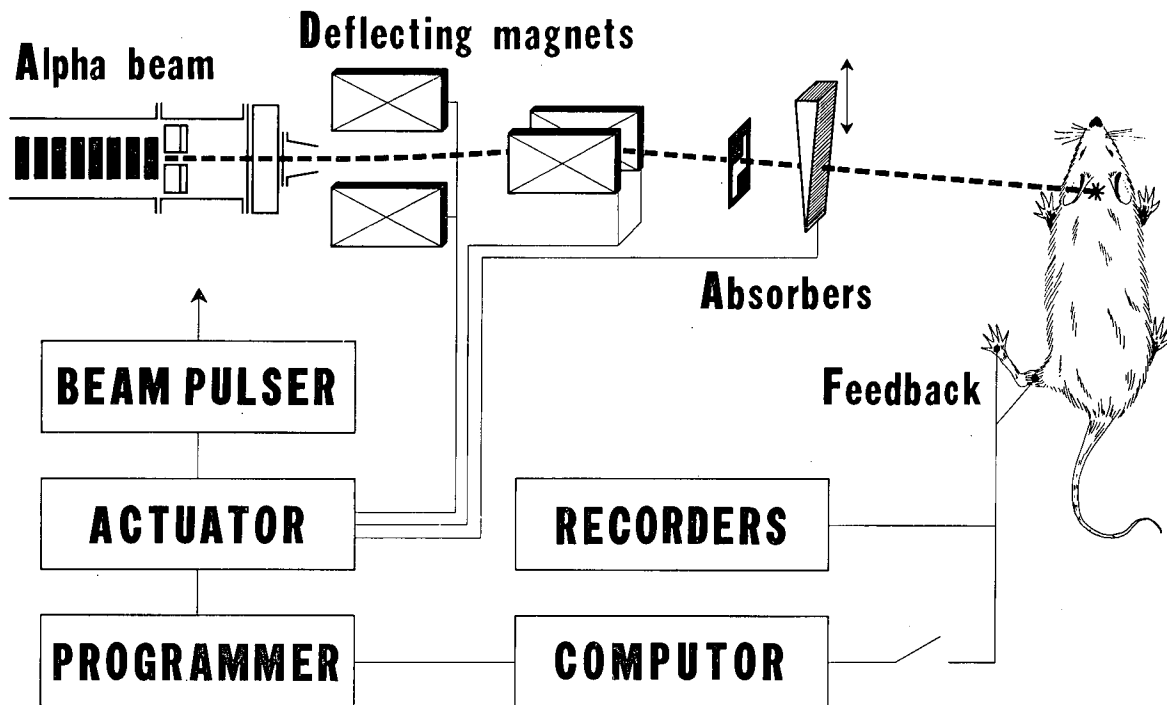 Deflecting magnets
Alpha beam
Absorbers
BEAM PULSER
Feedback
ACTUATOR
RECORDERS
PROGRAMMER
COMPUTOR